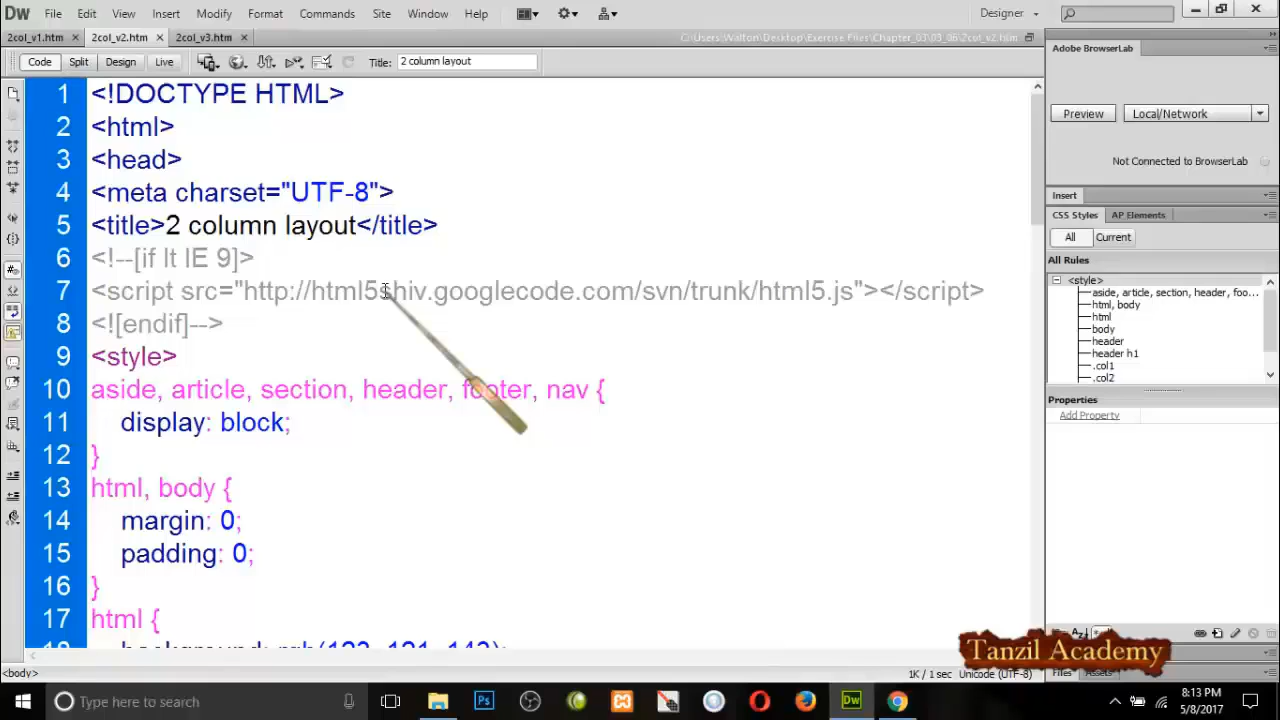 Dw File Edit View Insert Modify Format Commands Site Window Help Designer
2col_v1.htm × 2col_v2.htm × 2col_v3.htm ×
Code Split Design Live Title: 2 column layout
1 <!DOCTYPE HTML>
2 <html>
3 <head>
4 <meta charset="UTF-8">
5 <title>2 column layout</title>
6 <!--[if lt IE 9]>
7 <script src="http://html5shiv.googlecode.com/svn/trunk/html5.js"></script>
8 <![endif]-->
9 <style>
10 aside, article, section, header, footer, nav {
11 display: block;
12 }
13 html, body {
14 margin: 0;
15 padding: 0;
16 }
17 html {
Adobe BrowserLab
Preview Local/Network
Not Connected to BrowserLab
Insert
CSS Styles AP Elements
All Current
All Rules
<style>
aside, article, section, header, foo...
html, body
html
body
header
header h1
.col1
.col2
Properties
Add Property
Tanzil Academy
<body> 1K / 1 sec Unicode (UTF-8) Files Assets
Type here to search
Ps
Dw
8:13 PM
5/8/2017